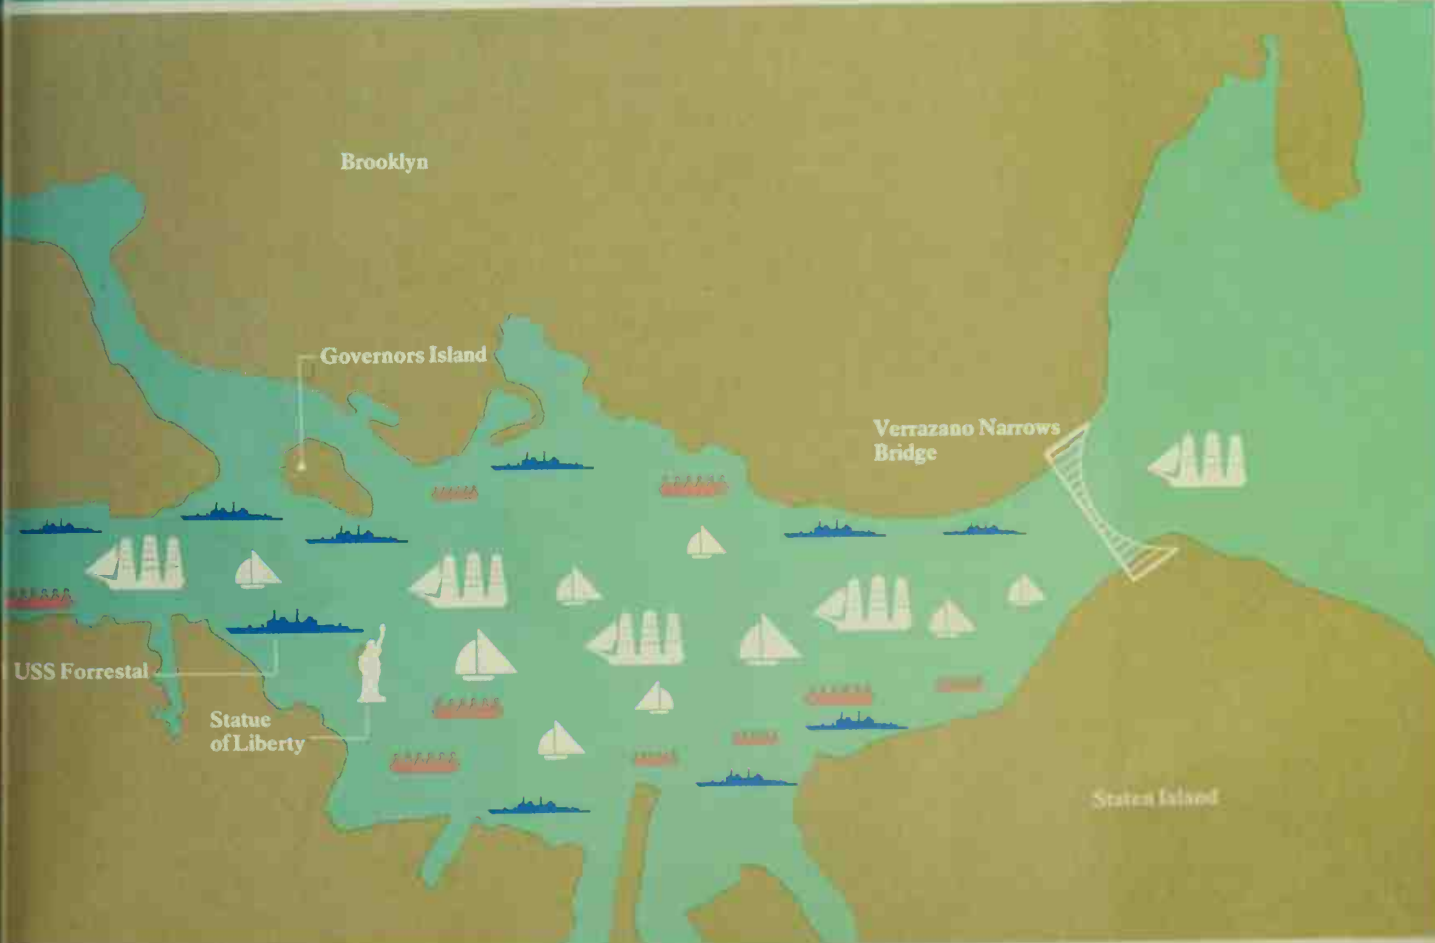 Brooklyn
Governors Island
Verrazano Narrows
Bridge
USS Forrestal
Statue
of Liberty
Staten Island